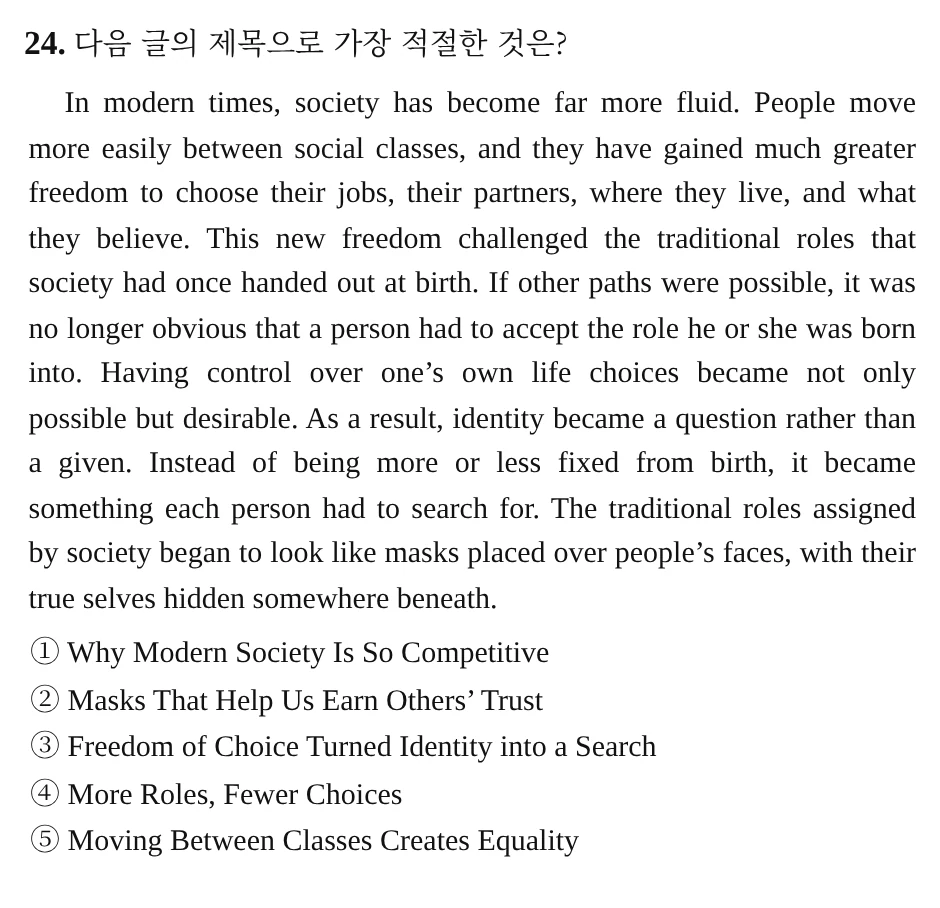 24. 다음 글의 제목으로 가장 적절한 것은?
In modern times, society has become far more fluid. People move
more easily between social classes, and they have gained much greater
freedom to choose their jobs, their partners, where they live, and what
they believe. This new freedom challenged the traditional roles that
society had once handed out at birth. If other paths were possible, it was
no longer obvious that a person had to accept the role he or she was born
into. Having control over one’s own life choices became not only
possible but desirable. As a result, identity became a question rather than
a given. Instead of being more or less fixed from birth, it became
something each person had to search for. The traditional roles assigned
by society began to look like masks placed over people’s faces, with their
true selves hidden somewhere beneath.
① Why Modern Society Is So Competitive
② Masks That Help Us Earn Others’ Trust
③ Freedom of Choice Turned Identity into a Search
④ More Roles, Fewer Choices
⑤ Moving Between Classes Creates Equality